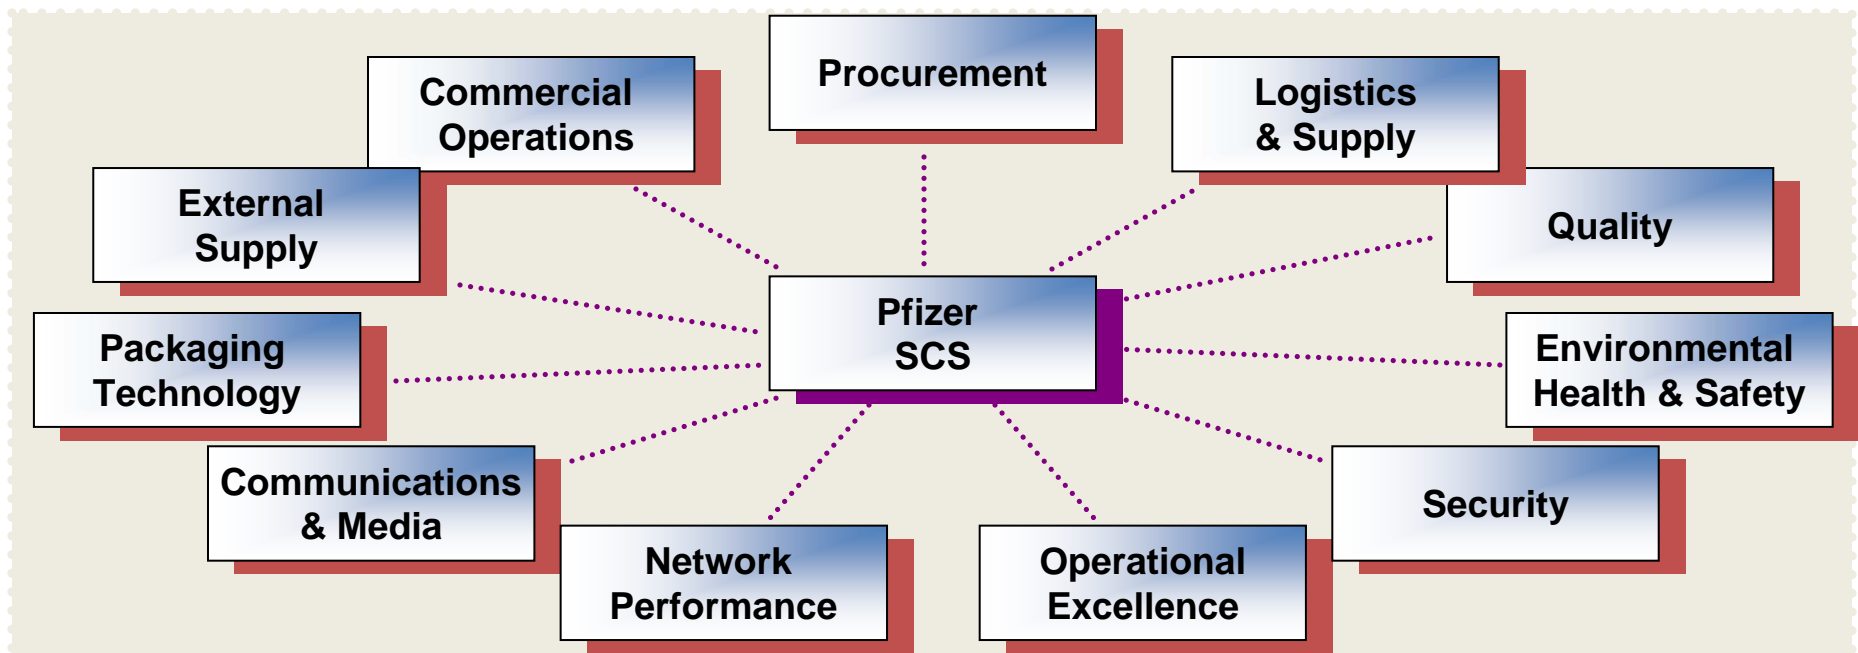 Procurement
Commercial
Operations
Logistics
& Supply
External
Supply
Quality
Pfizer
SCS
Packaging
Technology
Environmental
Health & Safety
Communications
& Media
Security
Network
Performance
Operational
Excellence